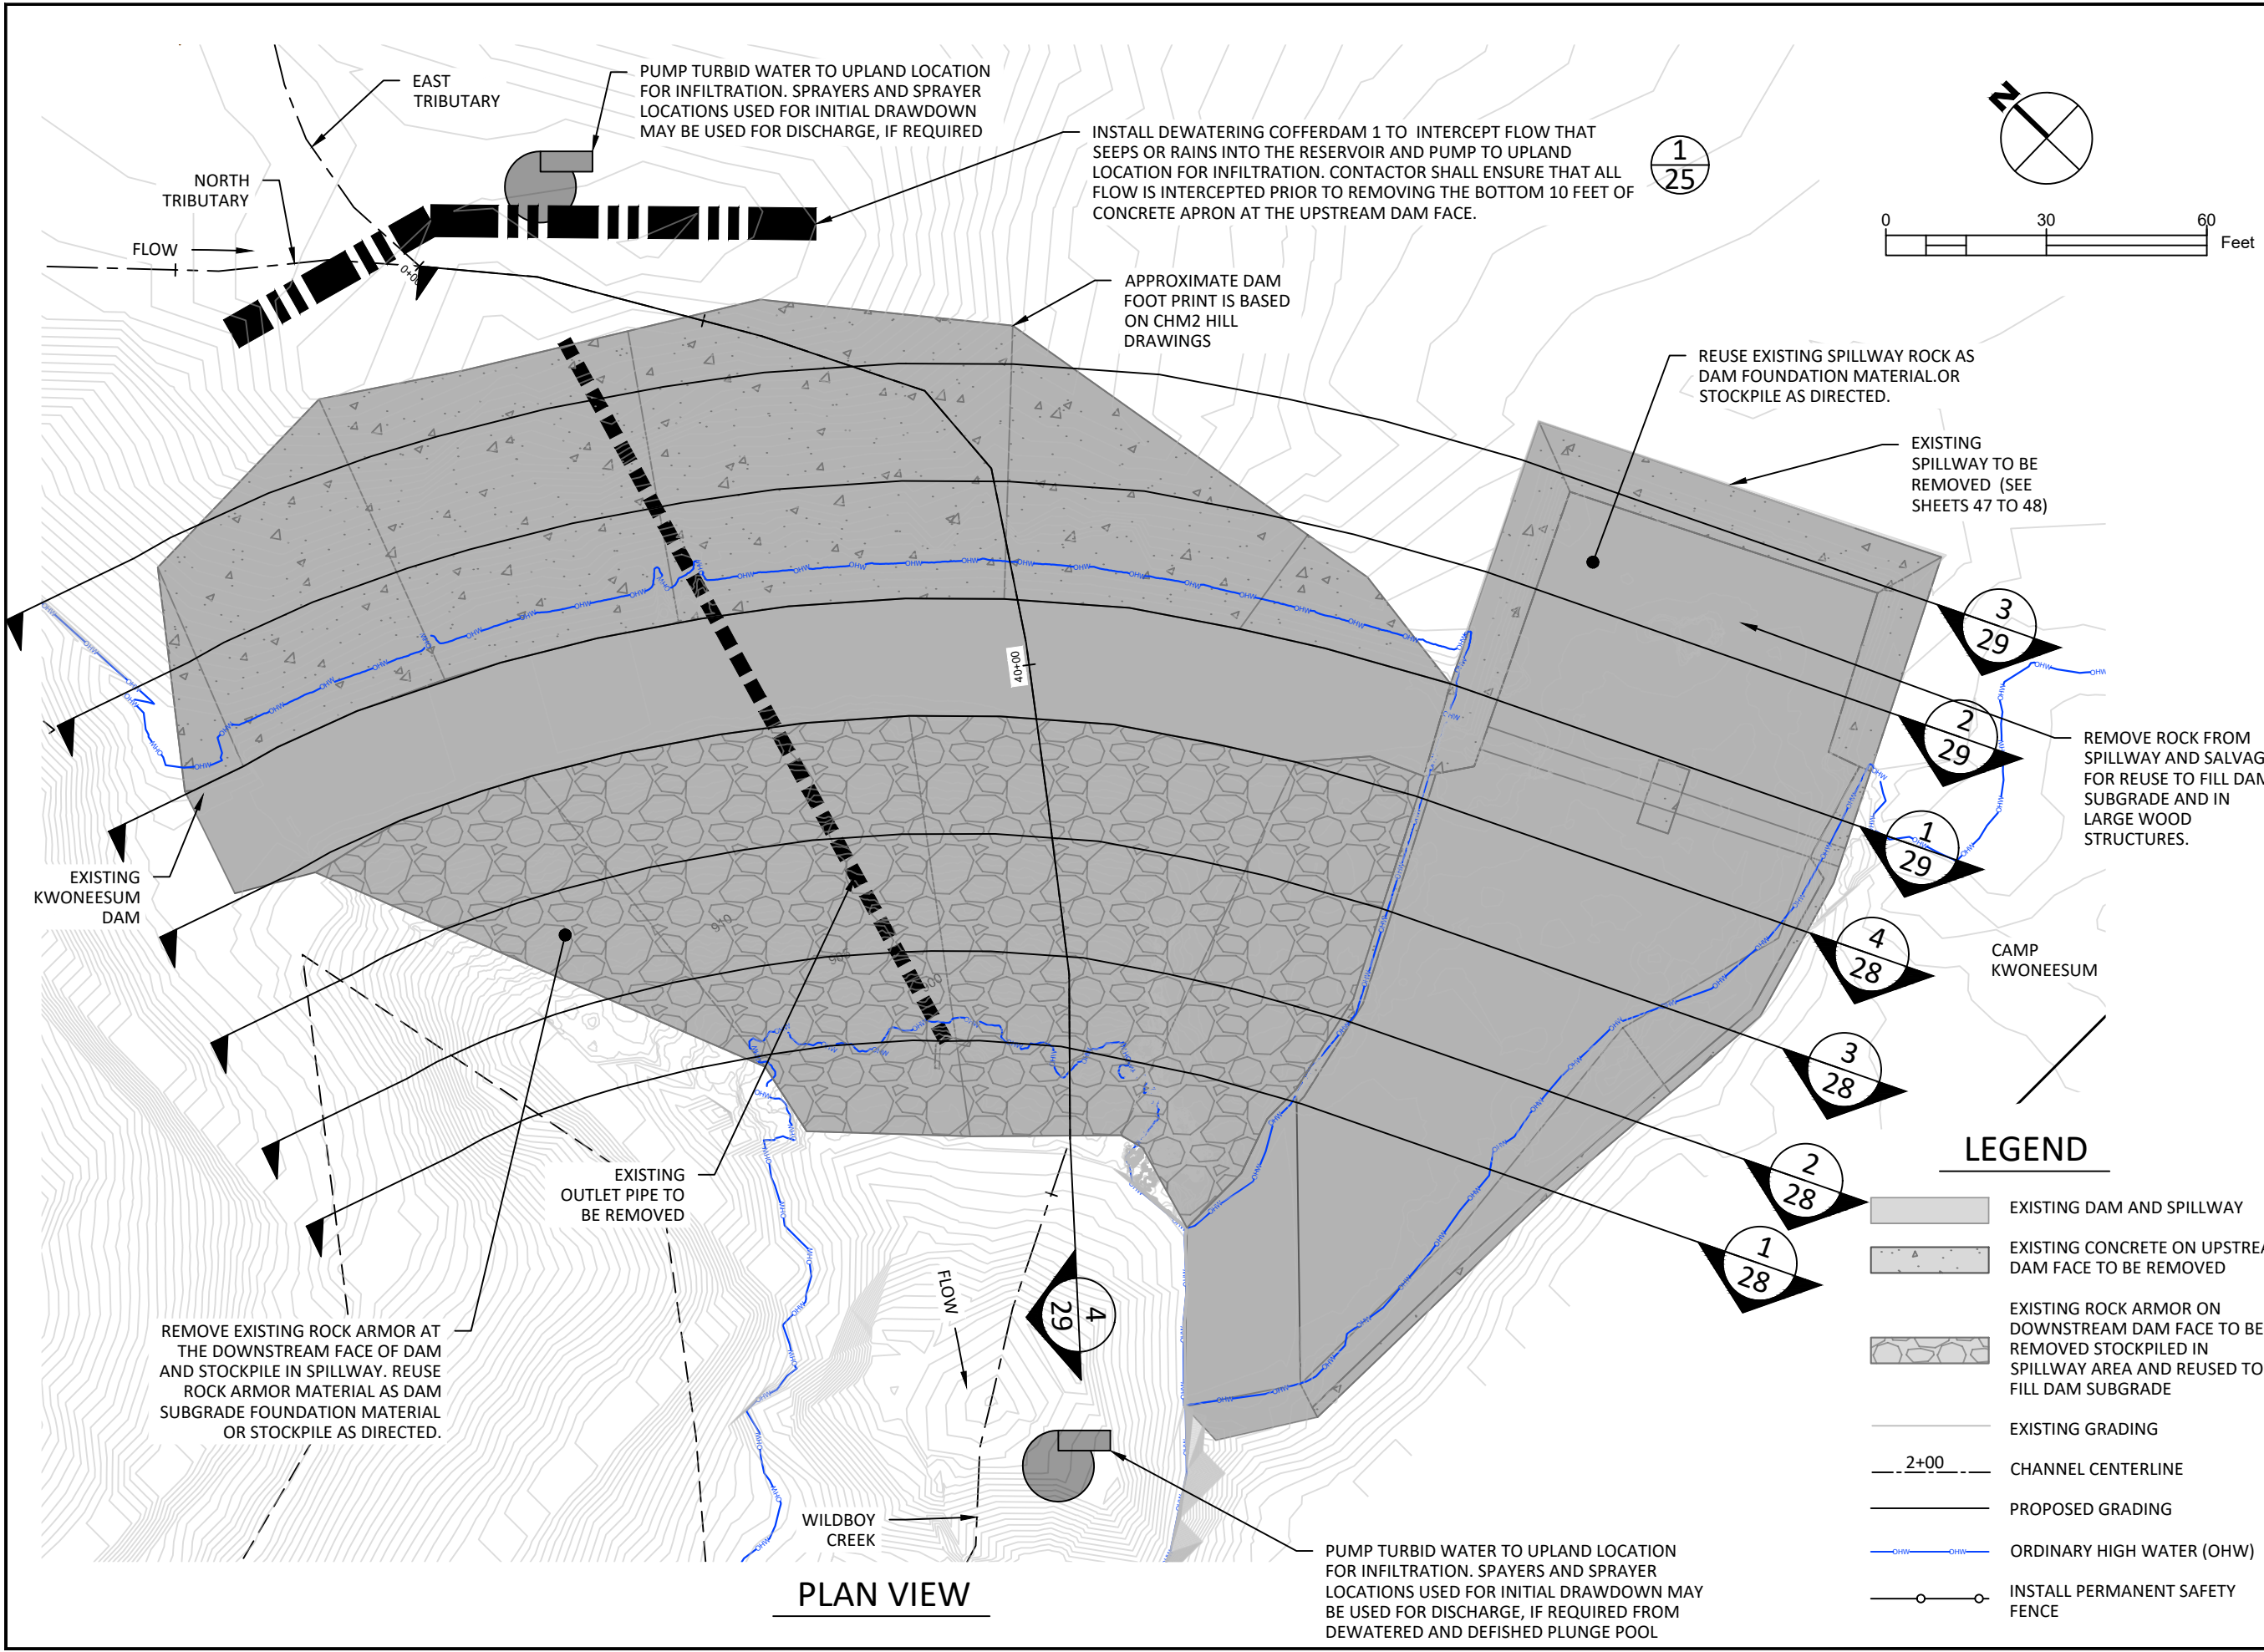 EAST
TRIBUTARY
PUMP TURBID WATER TO UPLAND LOCATION
FOR INFILTRATION. SPRAYERS AND SPRAYER
LOCATIONS USED FOR INITIAL DRAWDOWN
MAY BE USED FOR DISCHARGE, IF REQUIRED
INSTALL DEWATERING COFFERDAM 1 TO INTERCEPT FLOW THAT
SEEPS OR RAINS INTO THE RESERVOIR AND PUMP TO UPLAND
LOCATION FOR INFILTRATION. CONTACTOR SHALL ENSURE THAT ALL
FLOW IS INTERCEPTED PRIOR TO REMOVING THE BOTTOM 10 FEET OF
CONCRETE APRON AT THE UPSTREAM DAM FACE.
1
25
N
0 30 60
Feet
NORTH
TRIBUTARY
FLOW
0+00
APPROXIMATE DAM
FOOT PRINT IS BASED
ON CHM2 HILL
DRAWINGS
REUSE EXISTING SPILLWAY ROCK AS
DAM FOUNDATION MATERIAL.OR
STOCKPILE AS DIRECTED.
EXISTING
SPILLWAY TO BE
REMOVED (SEE
SHEETS 47 TO 48)
3
29
2
29
1
29
4
28
3
28
2
28
1
28
REMOVE ROCK FROM
SPILLWAY AND SALVAG
FOR REUSE TO FILL DAM
SUBGRADE AND IN
LARGE WOOD
STRUCTURES.
40+00
OHW
910
EXISTING
KWONEESUM
DAM
CAMP
KWONEESUM
EXISTING
OUTLET PIPE TO
BE REMOVED
REMOVE EXISTING ROCK ARMOR AT
THE DOWNSTREAM FACE OF DAM
AND STOCKPILE IN SPILLWAY. REUSE
ROCK ARMOR MATERIAL AS DAM
SUBGRADE FOUNDATION MATERIAL
OR STOCKPILE AS DIRECTED.
FLOW
4
29
WILDBOY
CREEK
PUMP TURBID WATER TO UPLAND LOCATION
FOR INFILTRATION. SPAYERS AND SPRAYER
LOCATIONS USED FOR INITIAL DRAWDOWN MAY
BE USED FOR DISCHARGE, IF REQUIRED FROM
DEWATERED AND DEFISHED PLUNGE POOL
PLAN VIEW
LEGEND
EXISTING DAM AND SPILLWAY
EXISTING CONCRETE ON UPSTREA
DAM FACE TO BE REMOVED
EXISTING ROCK ARMOR ON
DOWNSTREAM DAM FACE TO BE
REMOVED STOCKPILED IN
SPILLWAY AREA AND REUSED TO
FILL DAM SUBGRADE
EXISTING GRADING
2+00 CHANNEL CENTERLINE
PROPOSED GRADING
OHW OHW ORDINARY HIGH WATER (OHW)
INSTALL PERMANENT SAFETY
FENCE